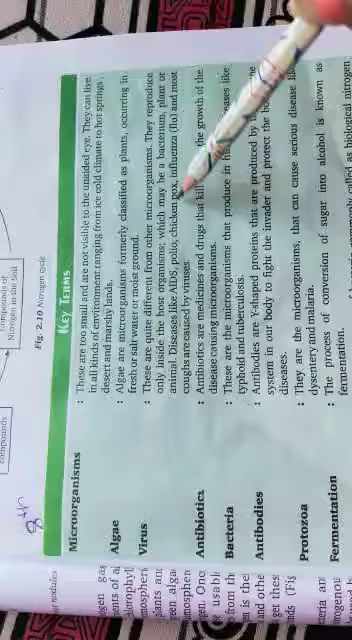 compounds
compounds of
Nitrogen in the Soil
Fig. 2.10 Nitrogen cycle
KEY TERMS
Microorganisms : These are too small and are not visible to the unaided eye. They can live
in all kinds of environment ranging from ice cold climate to hot springs,
desert and marshy lands.
Algae : Algae are microorganisms formerly classified as plants, occurring in
fresh or salt water or moist ground.
Virus : These are quite different from other microorganisms. They reproduce
only inside the host organisms; which may be a bacterium, plant or
animal. Diseases like AIDS, polio, chicken pox, influenza (flu) and most
coughs are caused by viruses.
Antibiotics : Antibiotics are medicines and drugs that kill the growth of the
disease causing microorganisms.
Bacteria : These are the microorganisms that produce in like
typhoid and tuberculosis.
Antibodies : Antibodies are Y-shaped proteins that are produced by
system in our body to fight the invader and protect the
diseases.
Protozoa : They are the microorganisms, that can cause serious disease
dysentery and malaria.
Fermentation : The process of conversion of sugar into alcohol is known as
fermentation.
as biological nitrogen
nodules